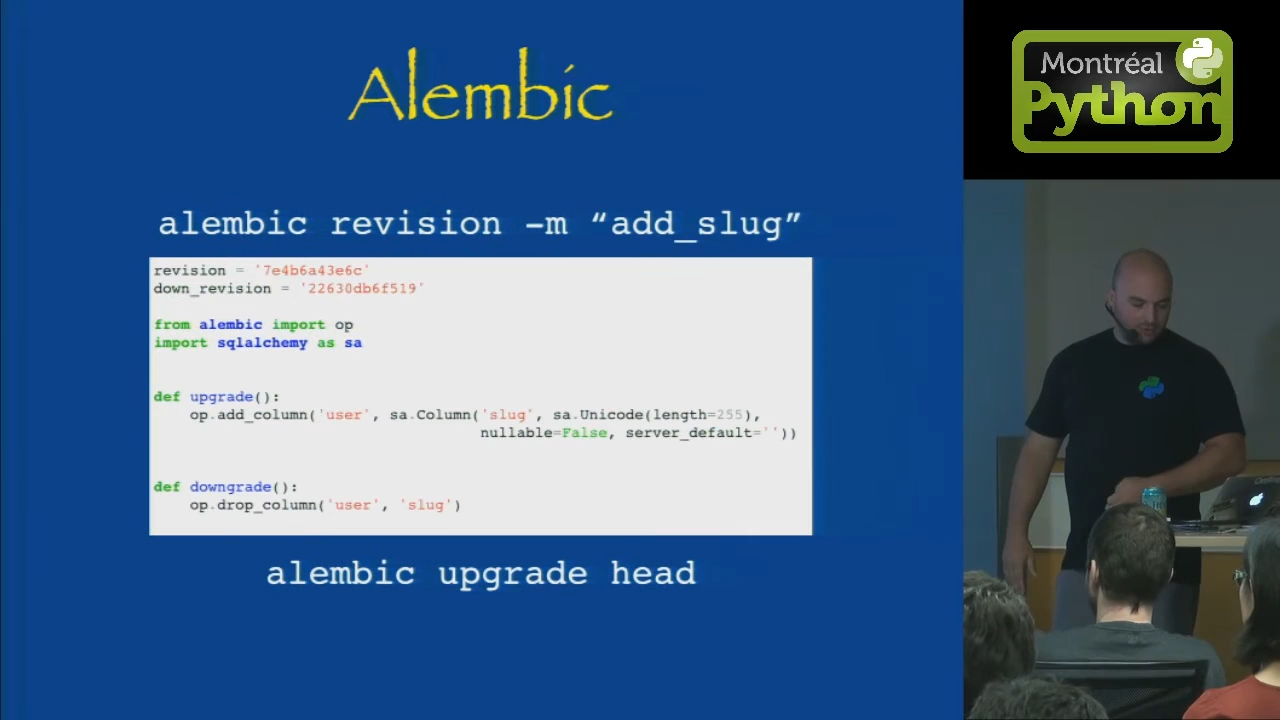 Alembic
alembic revision -m “add_slug”
revision = '7e4b6a43e6c'
down_revision = '22630db6f519'
from alembic import op
import sqlalchemy as sa
def upgrade():
op.add_column('user', sa.Column('slug', sa.Unicode(length=255),
nullable=False, server_default=''))
def downgrade():
op.drop_column('user', 'slug')
alembic upgrade head
Montréal
Python